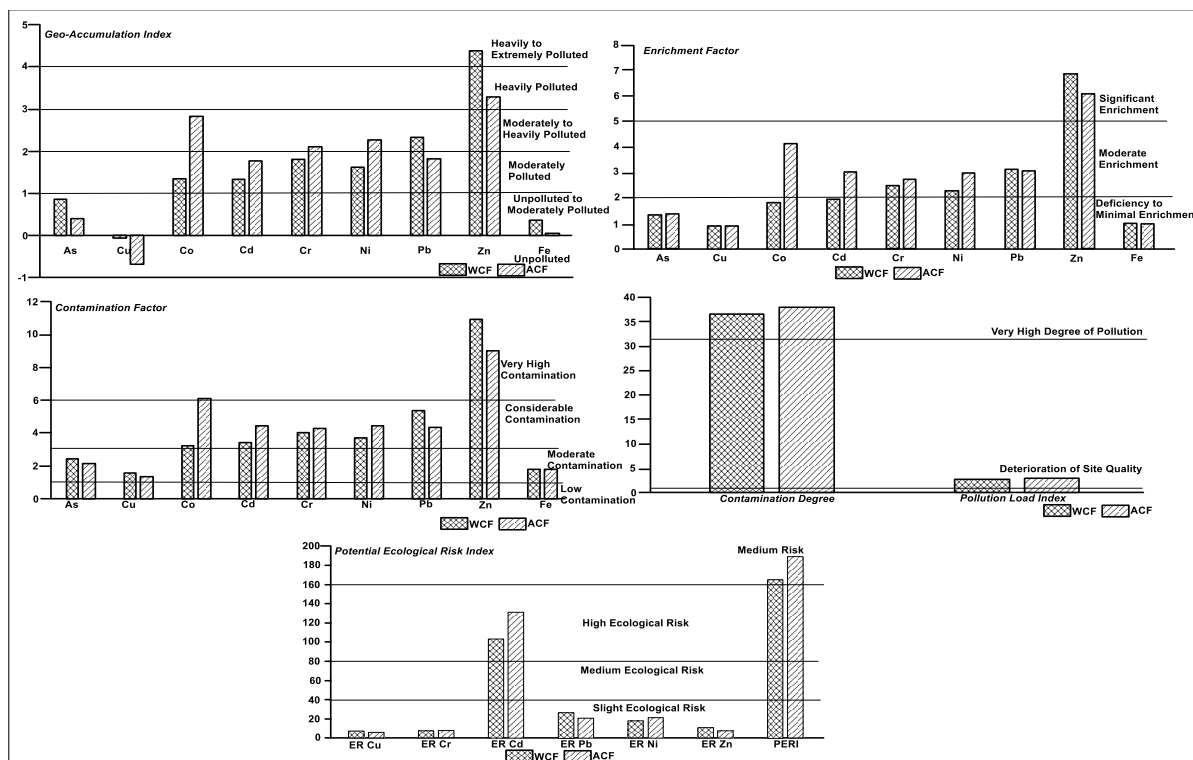 Geo-Accumulation Index
5
4
3
2
1
0
-1
Heavily to
Extremely Polluted
Heavily Polluted
Moderately to
Heavily Polluted
Moderately
Polluted
Unpolluted to
Moderately Polluted
Unpolluted
As Cu Co Cd Cr Ni Pb Zn Fe
WCF ACF
Enrichment Factor
8
7
6
5
4
3
2
1
0
Significant
Enrichment
Moderate
Enrichment
Deficiency to
Minimal Enrichment
As Cu Co Cd Cr Ni Pb Zn Fe
WCF ACF
Contamination Factor
12
10
8
6
4
2
0
Very High
Contamination
Considerable
Contamination
Moderate
Contamination
Low
Contamination
As Cu Co Cd Cr Ni Pb Zn Fe
WCF ACF
40
35
30
25
20
15
10
5
0
Very High Degree of Pollution
Deterioration of Site Quality
Contamination Degree Pollution Load Index
WCF ACF
Potential Ecological Risk Index
200
180
160
140
120
100
80
60
40
20
0
Medium Risk
High Ecological Risk
Medium Ecological Risk
Slight Ecological Risk
ER Cu ER Cr ER Cd ER Pb ER Ni ER Zn PERI
WCF ACF